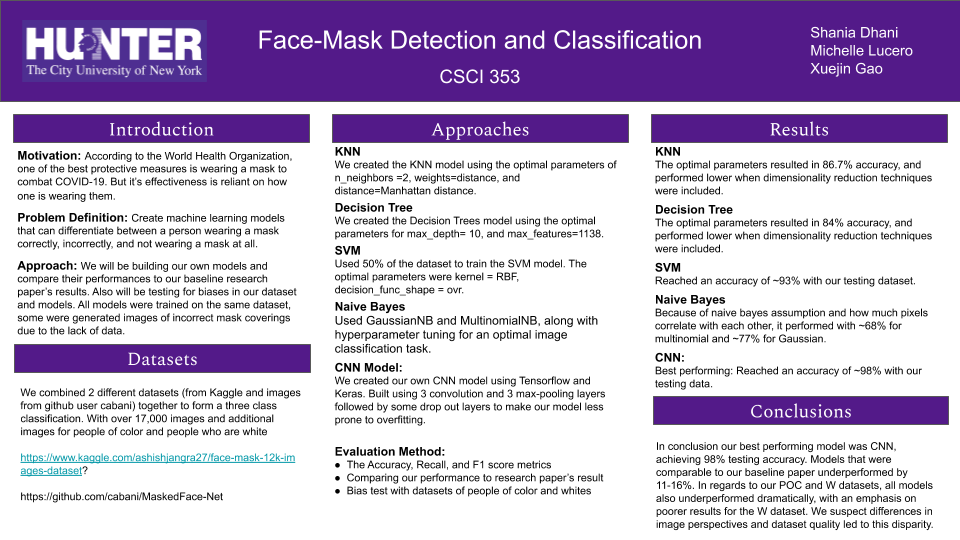 HUNTER
The City University of New York
Face-Mask Detection and Classification
CSCI 353
Shania Dhani
Michelle Lucero
Xuejin Gao
Introduction
Motivation: According to the World Health Organization,
one of the best protective measures is wearing a mask to
combat COVID-19. But it's effectiveness is reliant on how
one is wearing them.
Problem Definition: Create machine learning models
that can differentiate between a person wearing a mask
correctly, incorrectly, and not wearing a mask at all.
Approach: We will be building our own models and
compare their performances to our baseline research
paper's results. Also will be testing for biases in our dataset
and models. All models were trained on the same dataset,
some were generated images of incorrect mask coverings
due to the lack of data.
Datasets
We combined 2 different datasets (from Kaggle and images
from github user cabani) together to form a three class
classification. With over 17,000 images and additional
images for people of color and people who are white
https://www.kaggle.com/ashishjangra27/face-mask-12k-im
ages-dataset?
https://github.com/cabani/MaskedFace-Net
Approaches
KNN
We created the KNN model using the optimal parameters of
n_neighbors =2, weights=distance, and
distance=Manhattan distance.
Decision Tree
We created the Decision Trees model using the optimal
parameters for max_depth= 10, and max_features=1138.
SVM
Used 50% of the dataset to train the SVM model. The
optimal parameters were kernel = RBF,
decision_func_shape = ovr.
Naive Bayes
Used GaussianNB and MultinomialNB, along with
hyperparameter tuning for an optimal image
classification task.
CNN Model:
We created our own CNN model using Tensorflow and
Keras. Built using 3 convolution and 3 max-pooling layers
followed by some drop out layers to make our model less
prone to overfitting.
Evaluation Method:
● The Accuracy, Recall, and F1 score metrics
● Comparing our performance to research paper's result
● Bias test with datasets of people of color and whites
Results
KNN
The optimal parameters resulted in 86.7% accuracy, and
performed lower when dimensionality reduction techniques
were included.
Decision Tree
The optimal parameters resulted in 84% accuracy, and
performed lower when dimensionality reduction techniques
were included.
SVM
Reached an accuracy of ~93% with our testing dataset.
Naive Bayes
Because of naive bayes assumption and how much pixels
correlate with each other, it performed with ~68% for
multinomial and ~77% for Gaussian.
CNN:
Best performing: Reached an accuracy of ~98% with our
testing data.
Conclusions
In conclusion our best performing model was CNN,
achieving 98% testing accuracy. Models that were
comparable to our baseline paper underperformed by
11-16%. In regards to our POC and W datasets, all models
also underperformed dramatically, with an emphasis on
poorer results for the W dataset. We suspect differences in
image perspectives and dataset quality led to this disparity.